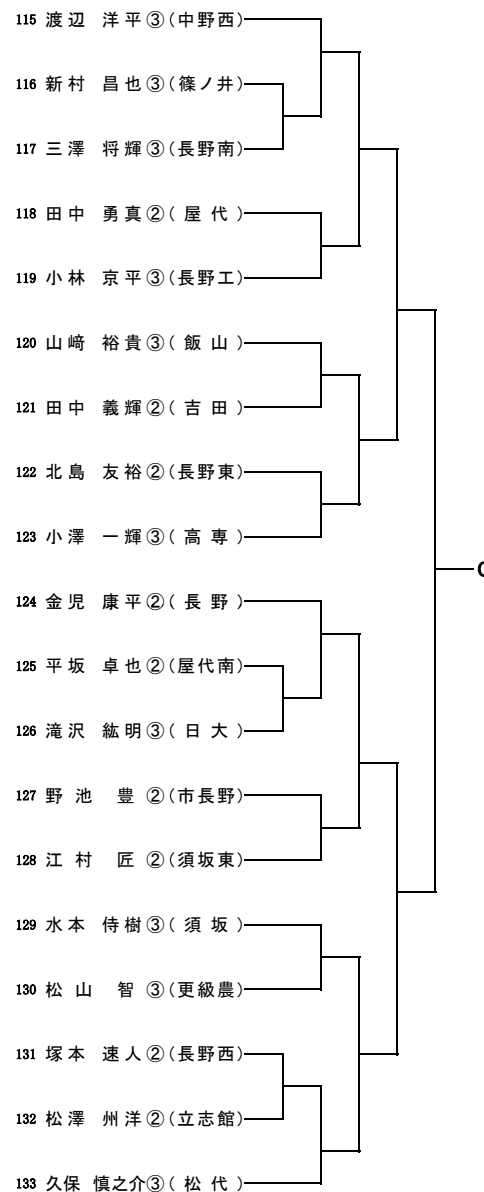 115 渡辺 洋平③(中野西)
116 新村 昌也③(篠ノ井)
117 三澤 将輝③(長野南)
118 田中 勇真②( 屋 代 )
119 小林 京平③(長野工)
120 山﨑 裕貴③( 飯 山 )
121 田中 義輝②( 吉 田 )
122 北島 友裕②(長野東)
123 小澤 一輝③( 高 専 )
124 金児 康平②( 長 野 )
125 平坂 卓也②(屋代南)
126 滝沢 紘明③( 日 大 )
127 野池 豊 ②(市長野)
128 江村 匠 ②(須坂東)
129 水本 侍樹③( 須 坂 )
130 松山 智 ③(更級農)
131 塚本 速人②(長野西)
132 松澤 州洋②(立志館)
133 久保 慎之介③( 松 代 )